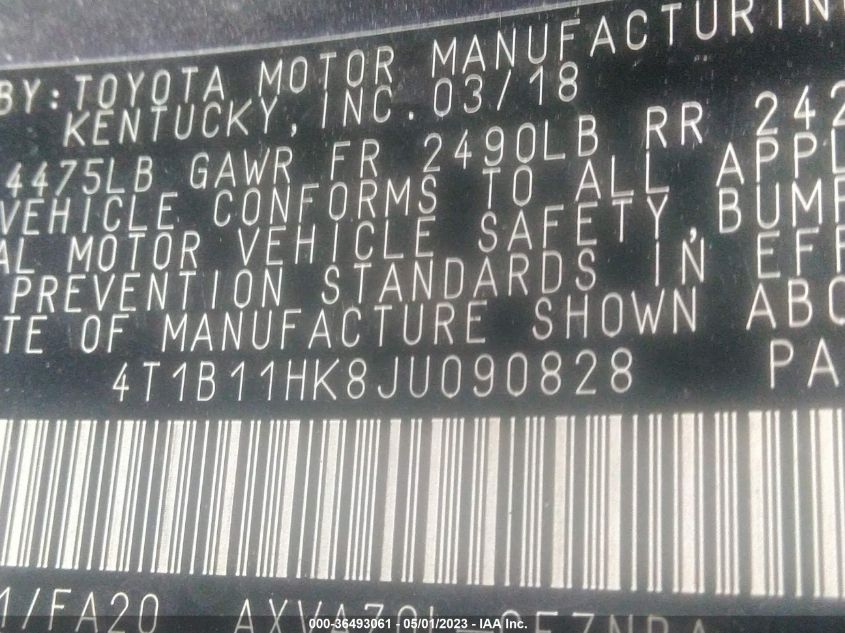 BY: TOYOTA MOTOR MANUFACTURIN
KENTUCKY, INC. 03/18
4475LB GAWR FR 2490LB RR 242
VEHICLE CONFORMS TO ALL APPL
AL MOTOR VEHICLE SAFETY, BUMP
PREVENTION STANDARDS IN EFF
TE OF MANUFACTURE SHOWN ABO
4T1B11HK8JU090828 PA
1/FA20
000-36493061 - 05/01/2023 - IAA Inc.